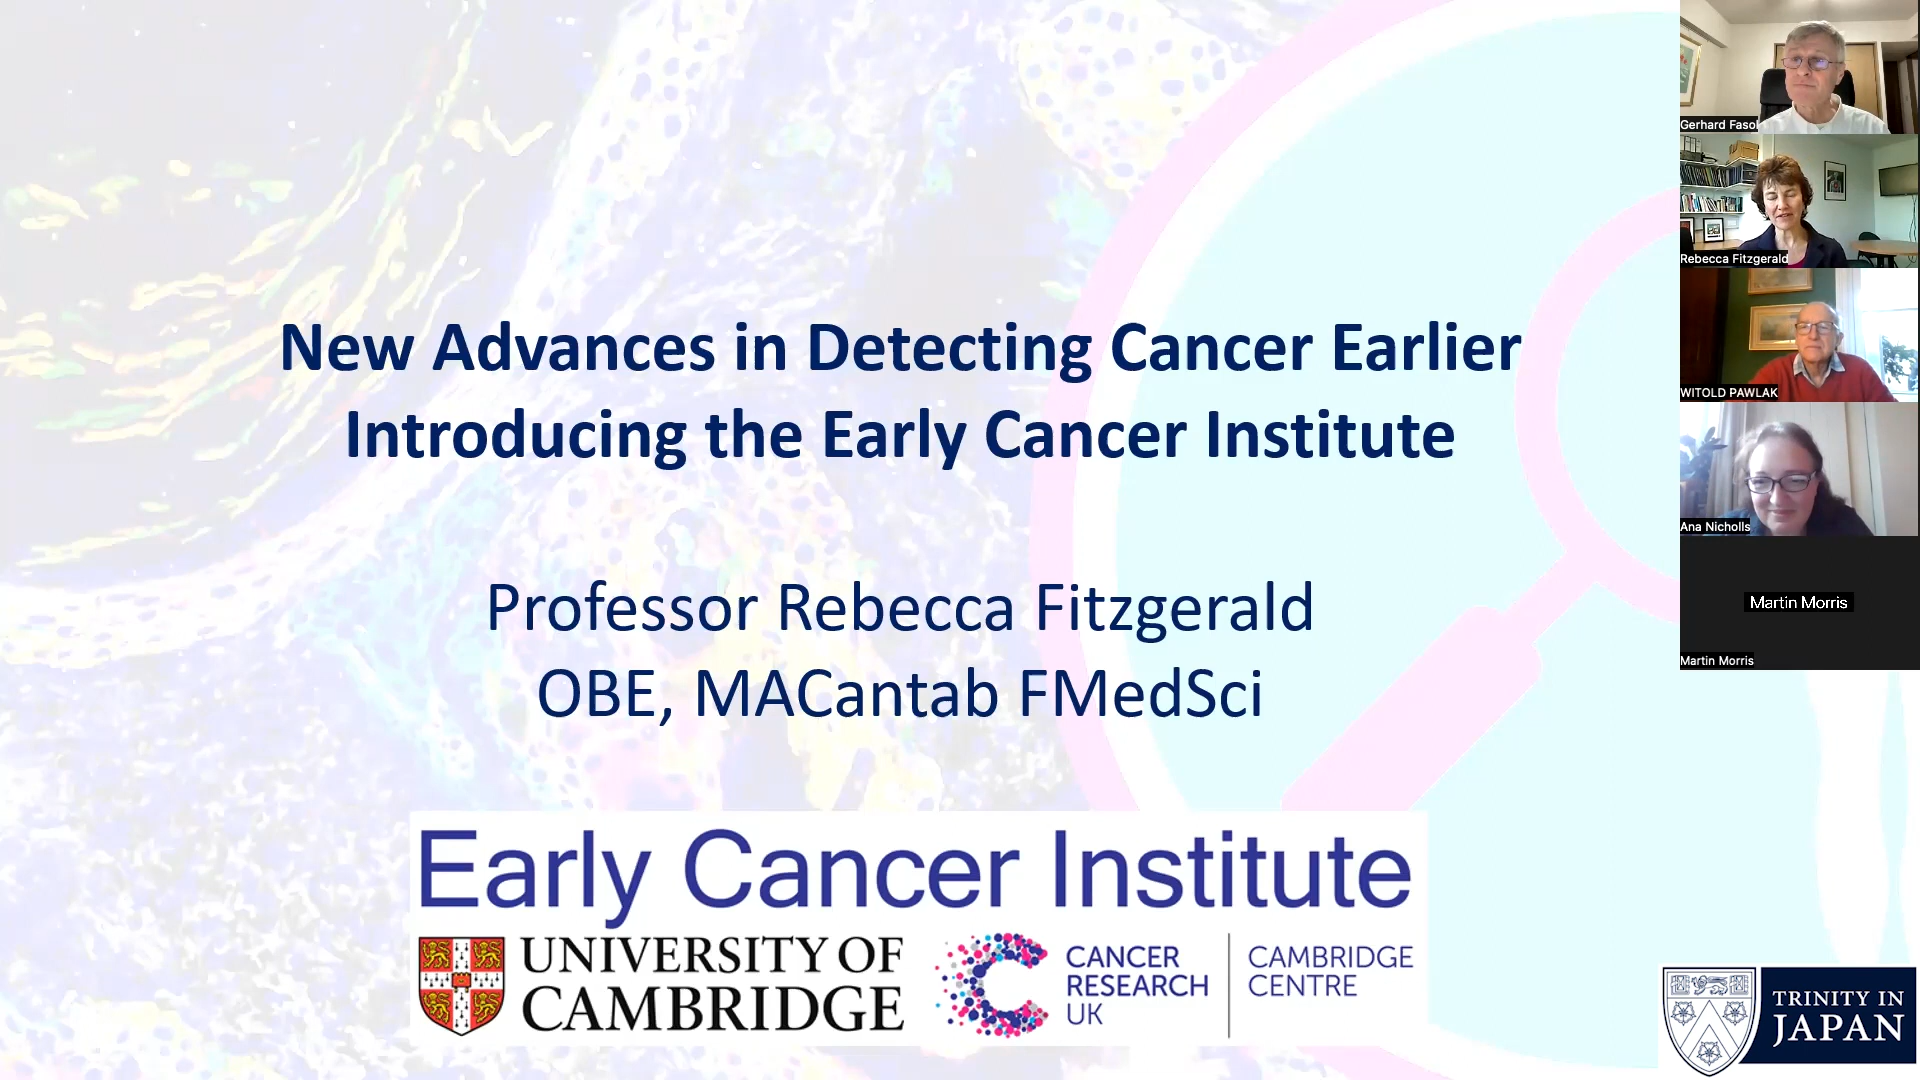 New Advances in Detecting Cancer Earlier
Introducing the Early Cancer Institute
Professor Rebecca Fitzgerald
OBE, MACantab FMedSci
Early Cancer Institute
UNIVERSITY OF
CAMBRIDGE
CANCER
RESEARCH
UK
CAMBRIDGE
CENTRE
Gerhard Fasol
Rebecca Fitzgerald
WITOLD PAWLAK
Ana Nicholls
Martin Morris
Martin Morris
TRINITY IN
JAPAN